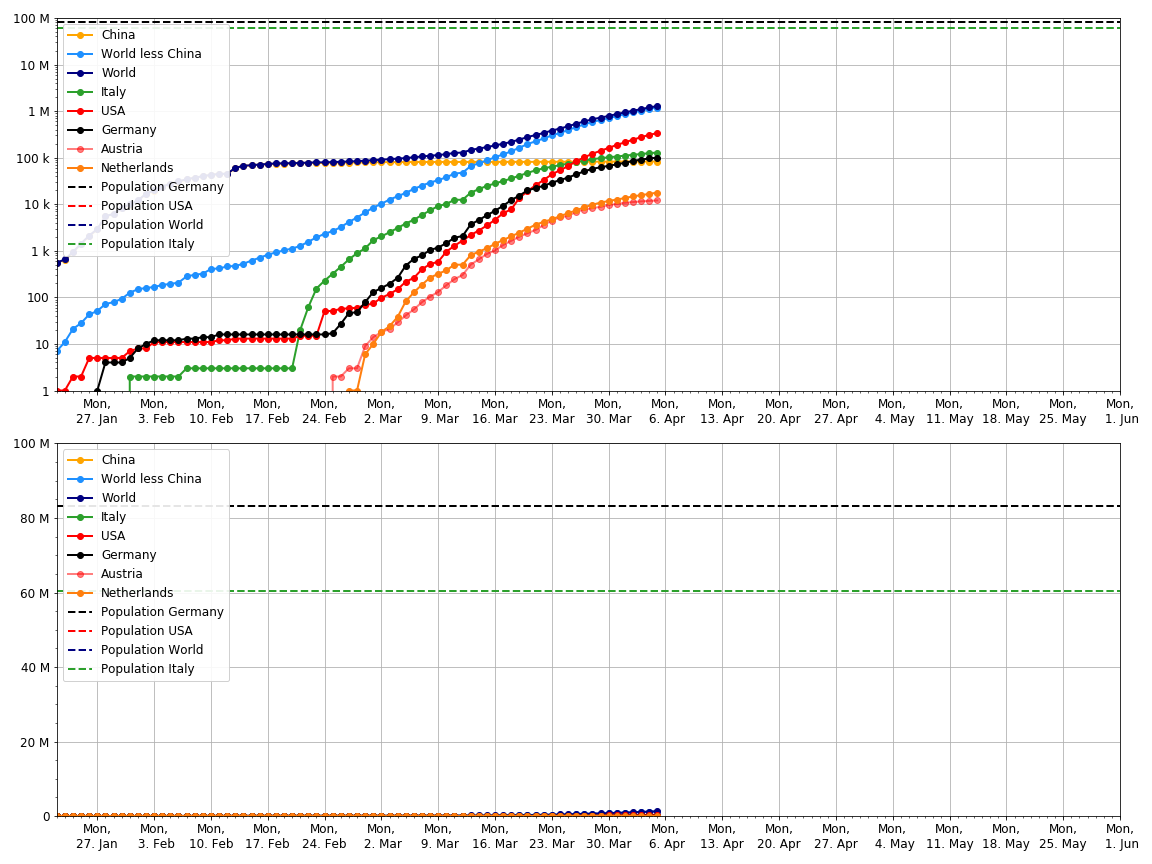 100 M
10 M
1 M
100 k
10 k
1 k
100
10
1
China
World less China
World
Italy
USA
Germany
Austria
Netherlands
Population Germany
Population USA
Population World
Population Italy
Mon, Mon, Mon, Mon, Mon, Mon, Mon, Mon, Mon, Mon, Mon, Mon, Mon, Mon, Mon, Mon, Mon, Mon, Mon,
27. Jan 3. Feb 10. Feb 17. Feb 24. Feb 2. Mar 9. Mar 16. Mar 23. Mar 30. Mar 6. Apr 13. Apr 20. Apr 27. Apr 4. May 11. May 18. May 25. May 1. Jun
100 M
80 M
60 M
40 M
20 M
0
China
World less China
World
Italy
USA
Germany
Austria
Netherlands
Population Germany
Population USA
Population World
Population Italy
Mon, Mon, Mon, Mon, Mon, Mon, Mon, Mon, Mon, Mon, Mon, Mon, Mon, Mon, Mon, Mon, Mon, Mon, Mon,
27. Jan 3. Feb 10. Feb 17. Feb 24. Feb 2. Mar 9. Mar 16. Mar 23. Mar 30. Mar 6. Apr 13. Apr 20. Apr 27. Apr 4. May 11. May 18. May 25. May 1. Jun